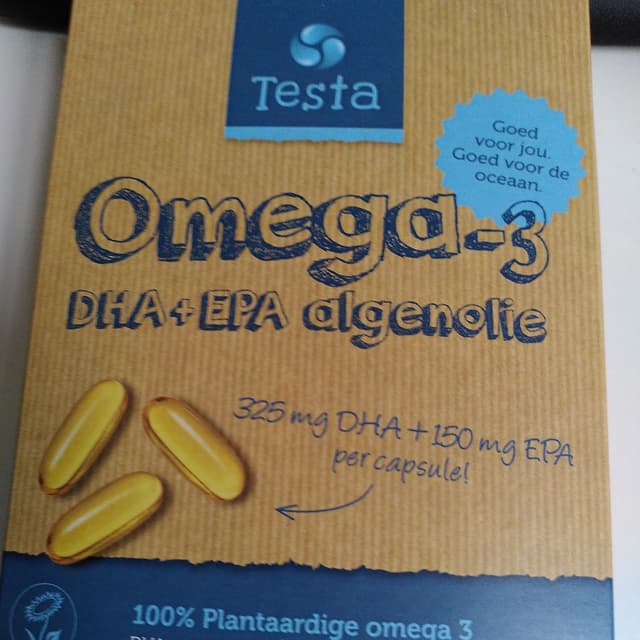 Testa
Goed
voor jou.
Goed voor de
oceaan.
Omega-3
DHA + EPA algenolie
325 mg DHA + 150 mg EPA
per capsule!
100% Plantaardige omega 3